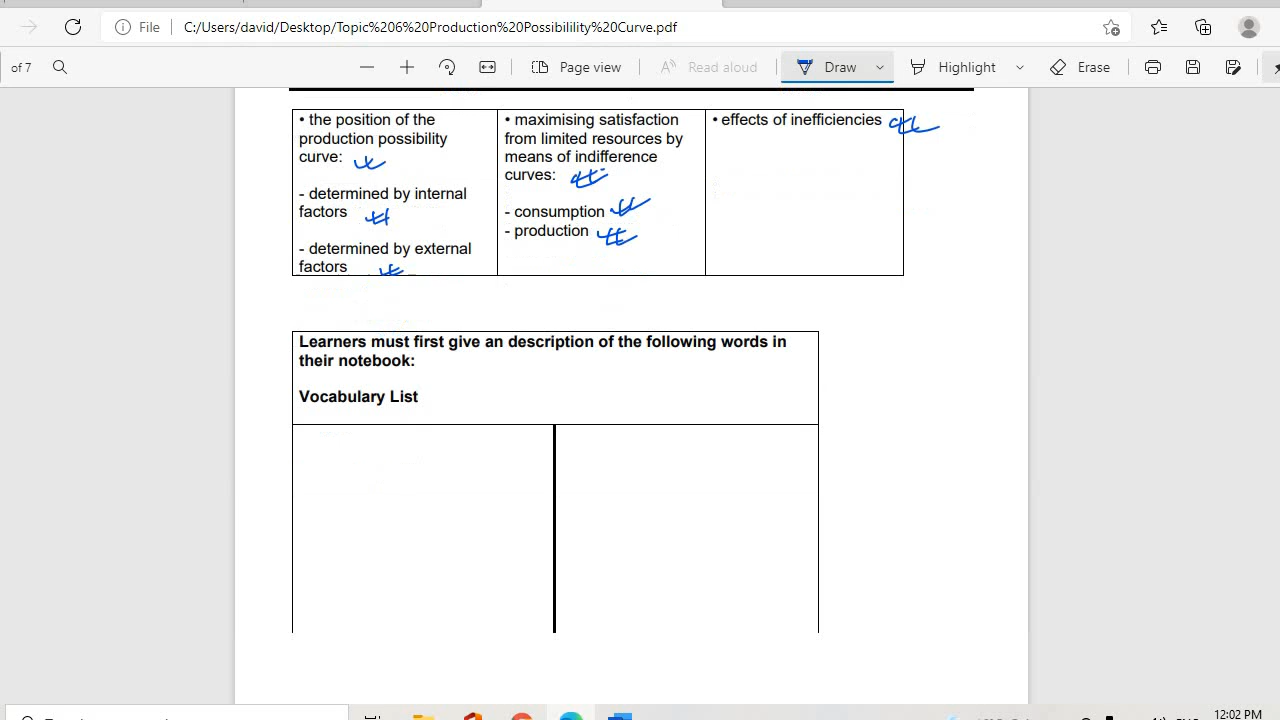 File
C:/Users/david/Desktop/Topic%206%20Production%20Possibilility%20Curve.pdf
of 7
Page view
Read aloud
Draw
Highlight
Erase
• the position of the
production possibility
curve:
- determined by internal
factors
- determined by external
factors
• maximising satisfaction
from limited resources by
means of indifference
curves:
- consumption
- production
• effects of inefficiencies
Learners must first give an description of the following words in
their notebook:
Vocabulary List
12:02 PM